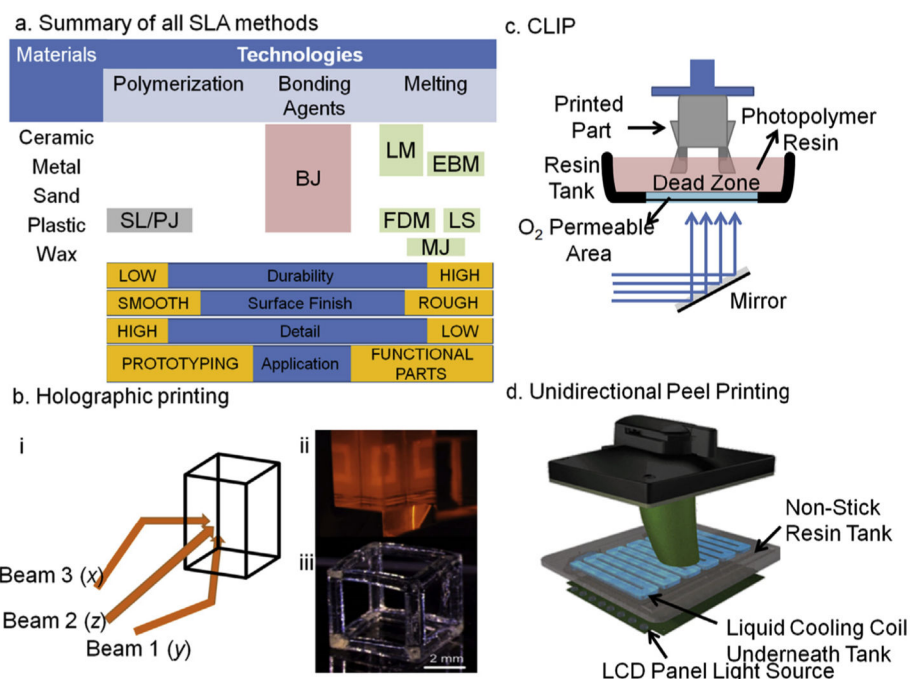 a. Summary of all SLA methods
Materials
Technologies
Polymerization
Bonding
Agents
Melting
Ceramic
Metal
Sand
Plastic
Wax
SL/PJ
BJ
LM
EBM
FDM
LS
MJ
LOW
Durability
HIGH
SMOOTH
Surface Finish
ROUGH
HIGH
Detail
LOW
PROTOTYPING
Application
FUNCTIONAL
PARTS
b. Holographic printing
i
Beam 3 (x)
Beam 2 (z)
Beam 1 (y)
ii
iii
2 mm
c. CLIP
Printed
Part
Photopolymer
Resin
Resin
Tank
Dead Zone
O₂ Permeable
Area
Mirror
d. Unidirectional Peel Printing
Non-Stick
Resin Tank
Liquid Cooling Coil
Underneath Tank
LCD Panel Light Source